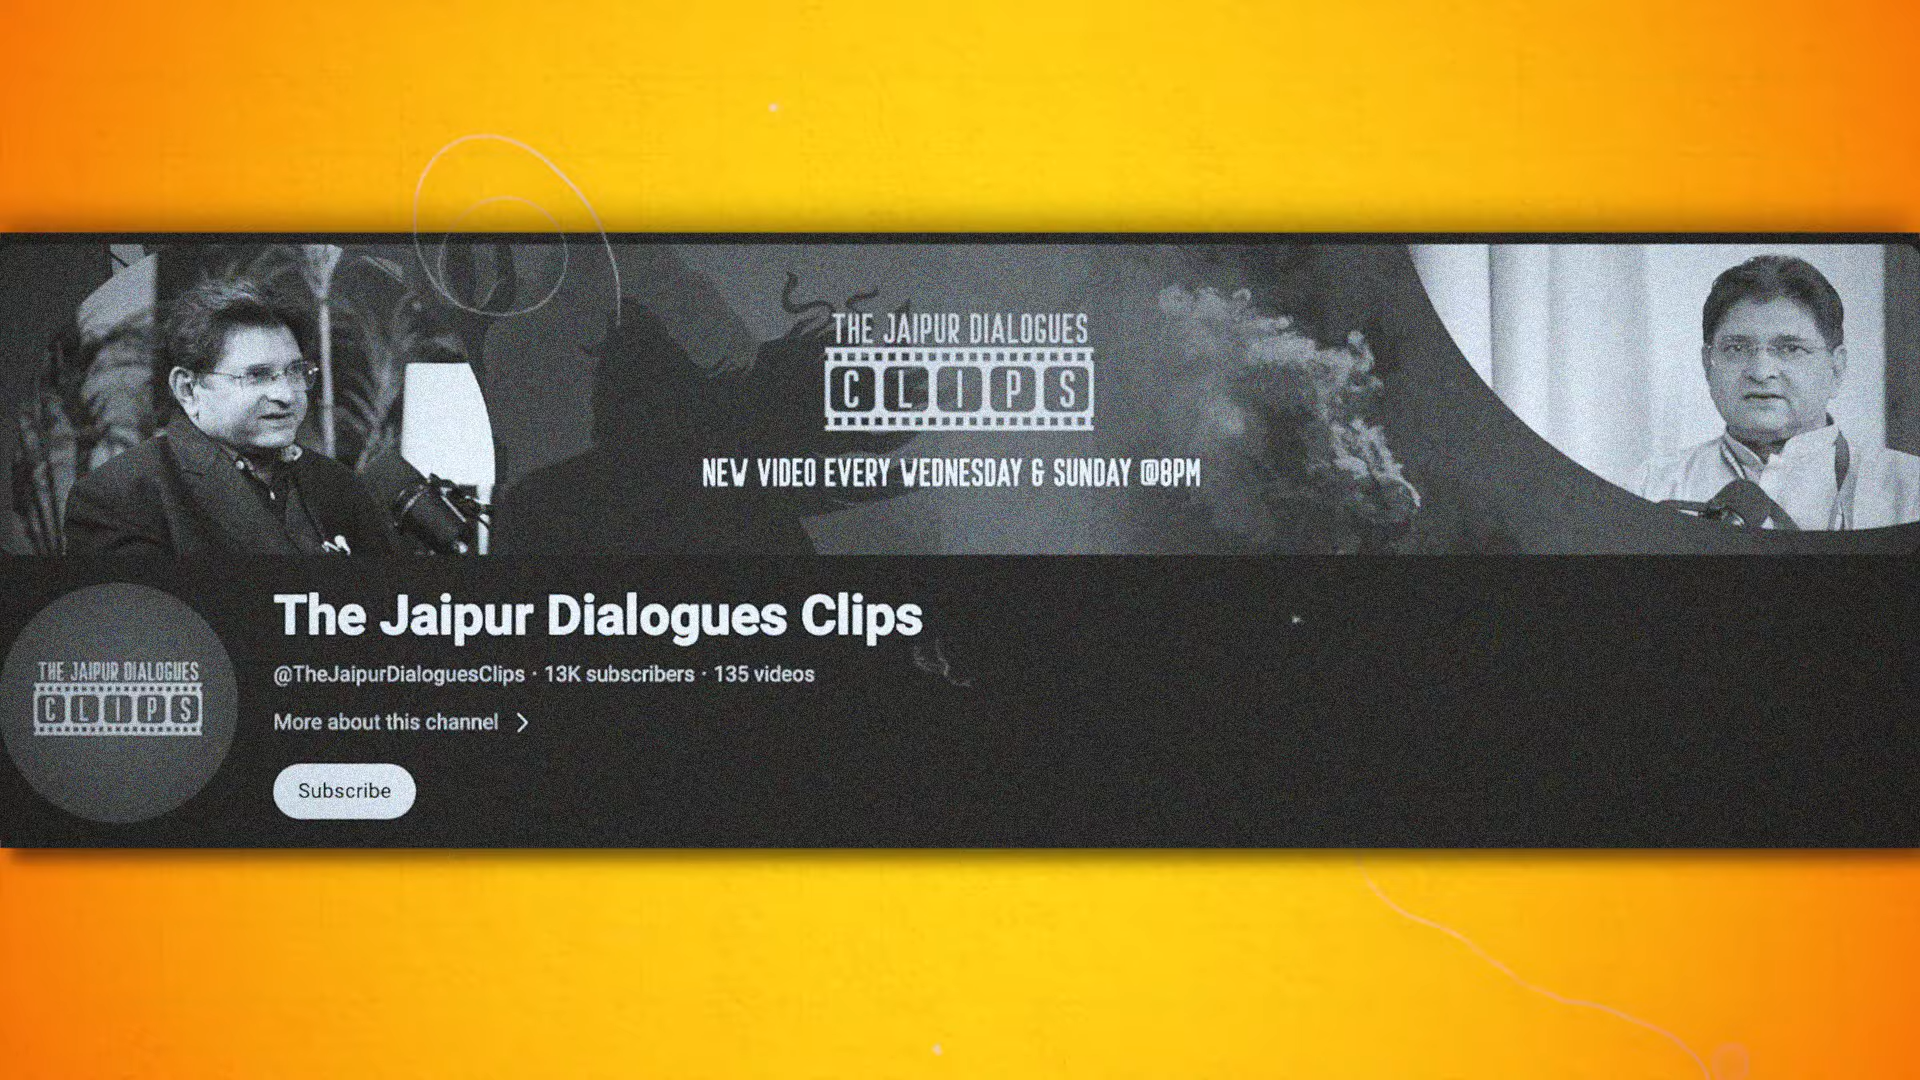 THE JAIPUR DIALOGUES
CLIPS
NEW VIDEO EVERY WEDNESDAY & SUNDAY @8PM
The Jaipur Dialogues Clips
@TheJaipurDialoguesClips · 13K subscribers · 135 videos
More about this channel >
Subscribe
THE JAIPUR DIALOGUES
CLIPS